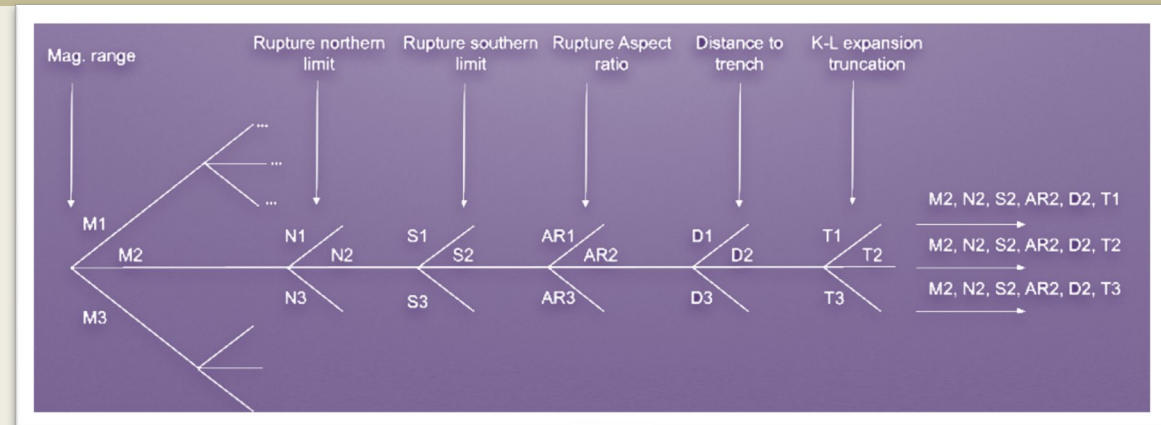 Mag. range
Rupture northern
limit
Rupture southern
limit
Rupture Aspect
ratio
Distance to
trench
K-L expansion
truncation
...
...
...
M1
M2
M3
N1
N2
N3
S1
S2
S3
AR1
AR2
AR3
D1
D2
D3
T1
T2
T3
M2, N2, S2, AR2, D2, T1
M2, N2, S2, AR2, D2, T2
M2, N2, S2, AR2, D2, T3